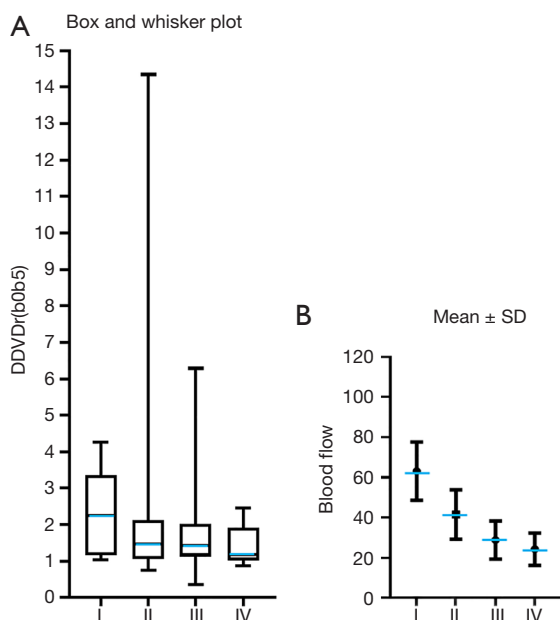 A
Box and whisker plot
DDVDr(b0b5)
15
14
13
12
11
10
9
8
7
6
5
4
3
2
1
0
I II III IV
B
Mean ± SD
Blood flow
120
100
80
60
40
20
0
I II III IV